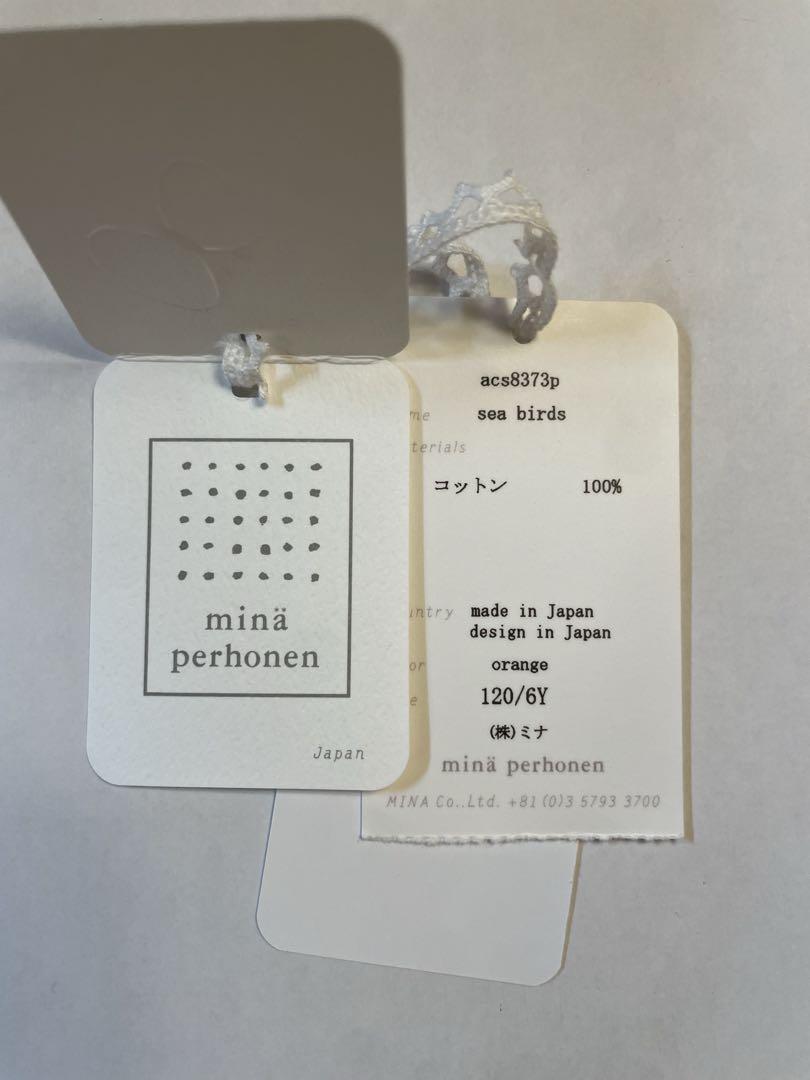 minä
perhonen
Japan
acs8373p
me sea birds
terials
コットン 100%
untry made in Japan
design in Japan
or orange
e 120/6Y
(株)ミナ
minä perhonen
MINA Co.,Ltd. +81(0)3 5793 3700